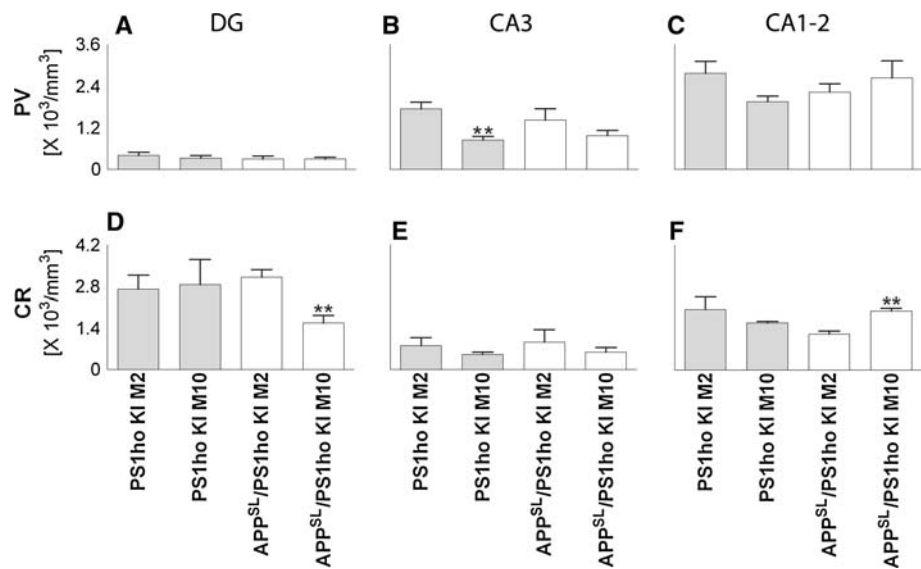 A DG
B CA3
C CA1-2
PV
[X 10³/mm³]
3.6
2.4
1.2
0
**
D
E
F
CR
[X 10³/mm³]
4.2
2.8
1.4
0
**
**
PS1ho KI M2
PS1ho KI M10
APP^SL/PS1ho KI M2
APP^SL/PS1ho KI M10
PS1ho KI M2
PS1ho KI M10
APP^SL/PS1ho KI M2
APP^SL/PS1ho KI M10
PS1ho KI M2
PS1ho KI M10
APP^SL/PS1ho KI M2
APP^SL/PS1ho KI M10